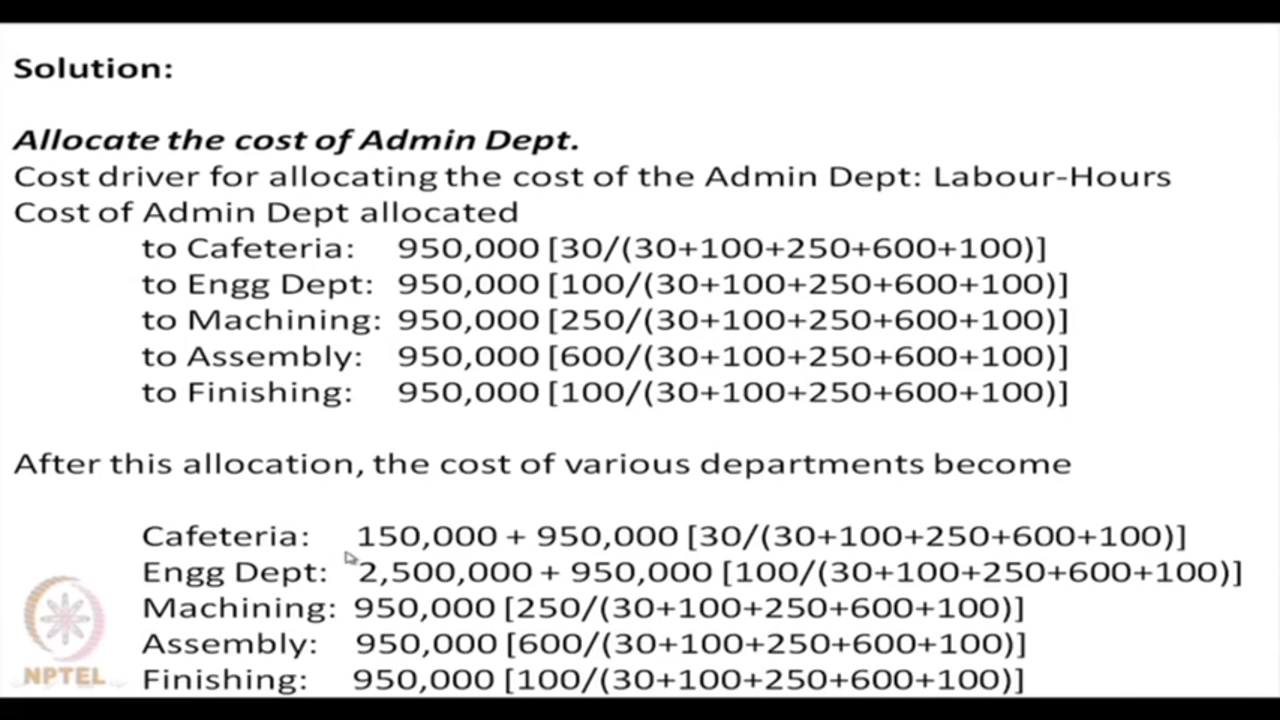 Solution:
Allocate the cost of Admin Dept.
Cost driver for allocating the cost of the Admin Dept: Labour-Hours
Cost of Admin Dept allocated
to Cafeteria: 950,000 [30/(30+100+250+600+100)]
to Engg Dept: 950,000 [100/(30+100+250+600+100)]
to Machining: 950,000 [250/(30+100+250+600+100)]
to Assembly: 950,000 [600/(30+100+250+600+100)]
to Finishing: 950,000 [100/(30+100+250+600+100)]
After this allocation, the cost of various departments become
Cafeteria: 150,000 + 950,000 [30/(30+100+250+600+100)]
Engg Dept: 2,500,000 + 950,000 [100/(30+100+250+600+100)]
Machining: 950,000 [250/(30+100+250+600+100)]
Assembly: 950,000 [600/(30+100+250+600+100)]
Finishing: 950,000 [100/(30+100+250+600+100)]
NPTEL